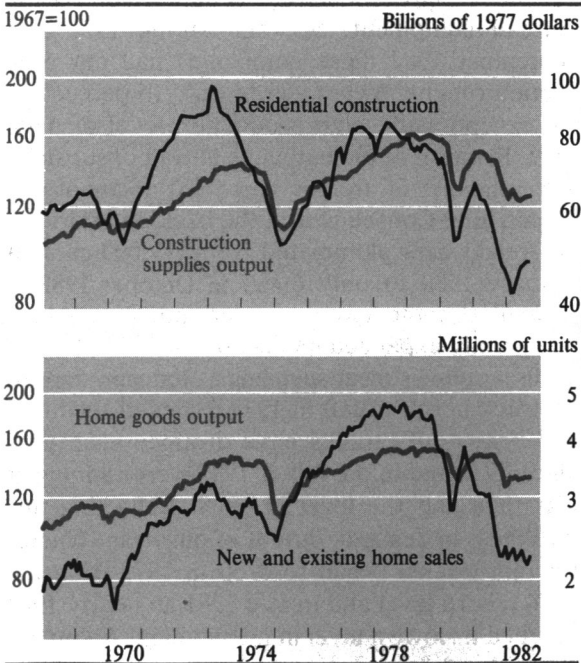 1967=100 Billions of 1977 dollars
200 100
Residential construction
160 80
120 60
Construction
supplies output
80 40
Millions of units
200 5
Home goods output
160 4
120 3
New and existing home sales
80 2
1970 1974 1978 1982